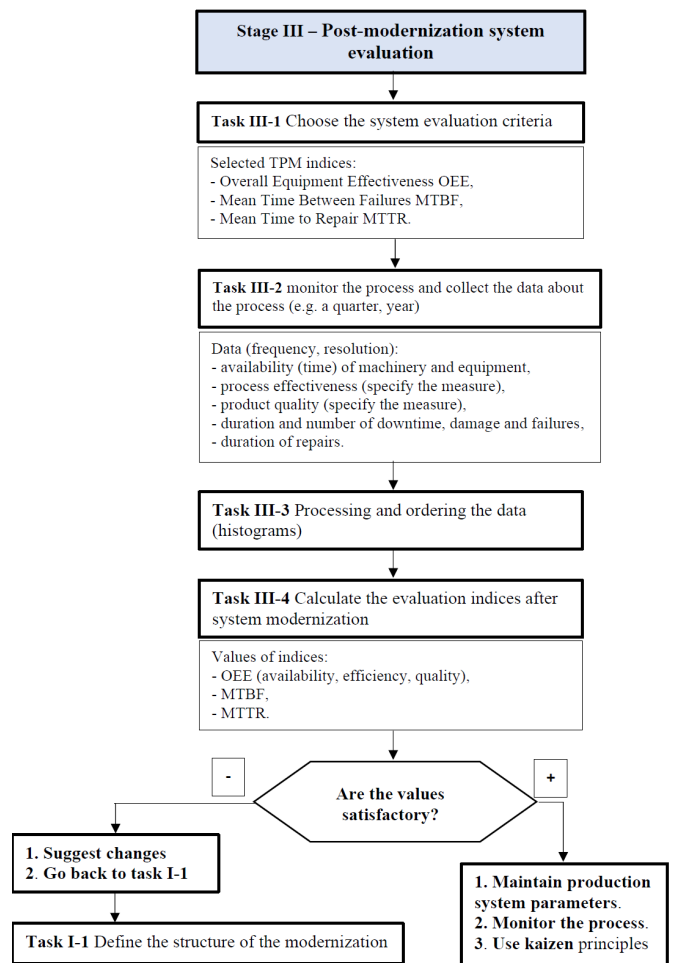 Stage III – Post-modernization system
evaluation
Task III-1 Choose the system evaluation criteria
Selected TPM indices:
- Overall Equipment Effectiveness OEE,
- Mean Time Between Failures MTBF,
- Mean Time to Repair MTTR.
Task III-2 monitor the process and collect the data about
the process (e.g. a quarter, year)
Data (frequency, resolution):
- availability (time) of machinery and equipment,
- process effectiveness (specify the measure),
- product quality (specify the measure),
- duration and number of downtime, damage and failures,
- duration of repairs.
Task III-3 Processing and ordering the data
(histograms)
Task III-4 Calculate the evaluation indices after
system modernization
Values of indices:
- OEE (availability, efficiency, quality),
- MTBF,
- MTTR.
-
+
Are the values
satisfactory?
1. Suggest changes
2. Go back to task I-1
Task I-1 Define the structure of the modernization
1. Maintain production
system parameters.
2. Monitor the process.
3. Use kaizen principles